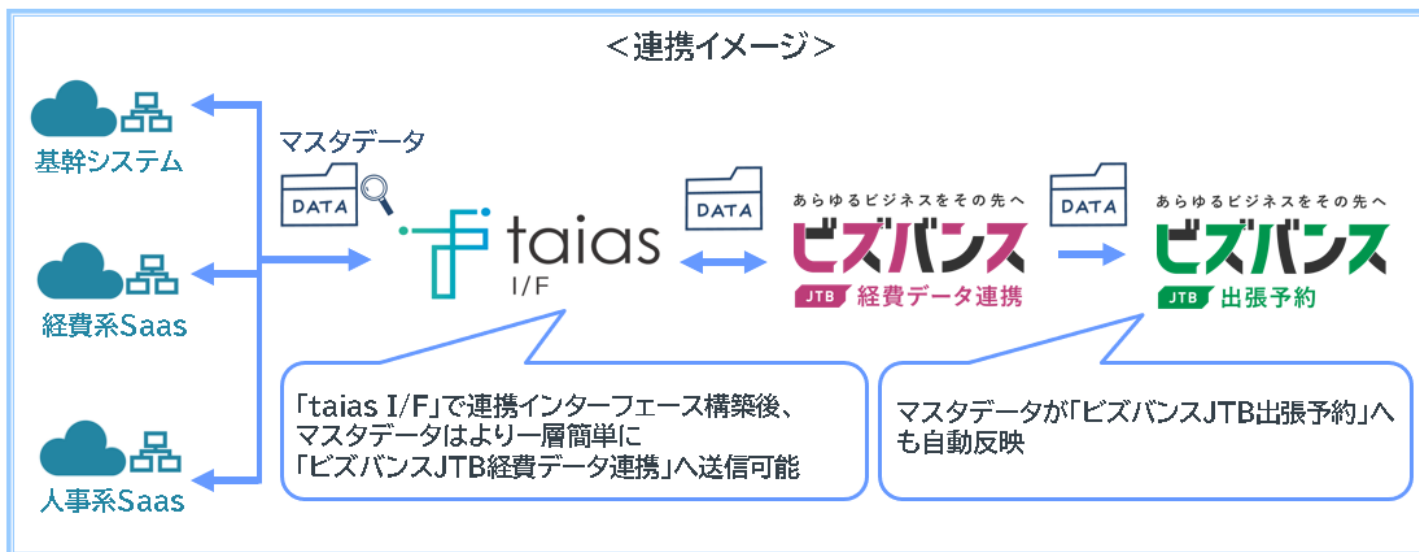 ＜連携イメージ＞
基幹システム
経費系Saas
人事系Saas
マスタデータ
DATA
taias
I/F
DATA
あらゆるビジネスをその先へ
ビズバンス
JTB 経費データ連携
DATA
あらゆるビジネスをその先へ
ビズバンス
JTB 出張予約
「taias I/F」で連携インターフェース構築後、
マスタデータはより一層簡単に
「ビズバンスJTB経費データ連携」へ送信可能
マスタデータが「ビズバンスJTB出張予約」へ
も自動反映